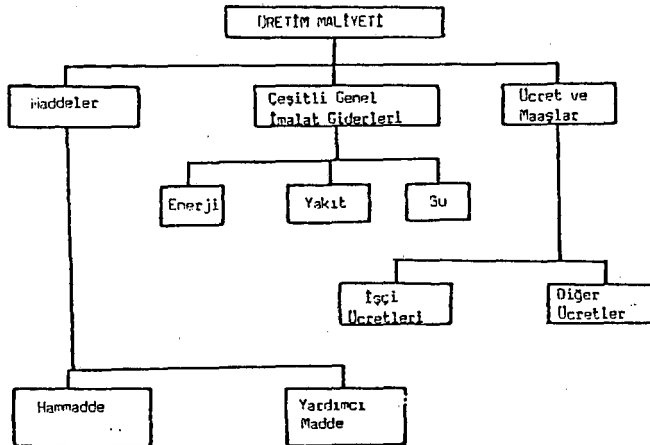 ÜRETİM MALİYETİ
Maddeler
Çeşitli Genel
İmalat Giderleri
Ücret ve
Maaşlar
Enerji
Yakıt
Su
İşçi
Ücretleri
Diğer
Ücretler
Hammadde
Yardımcı
Madde